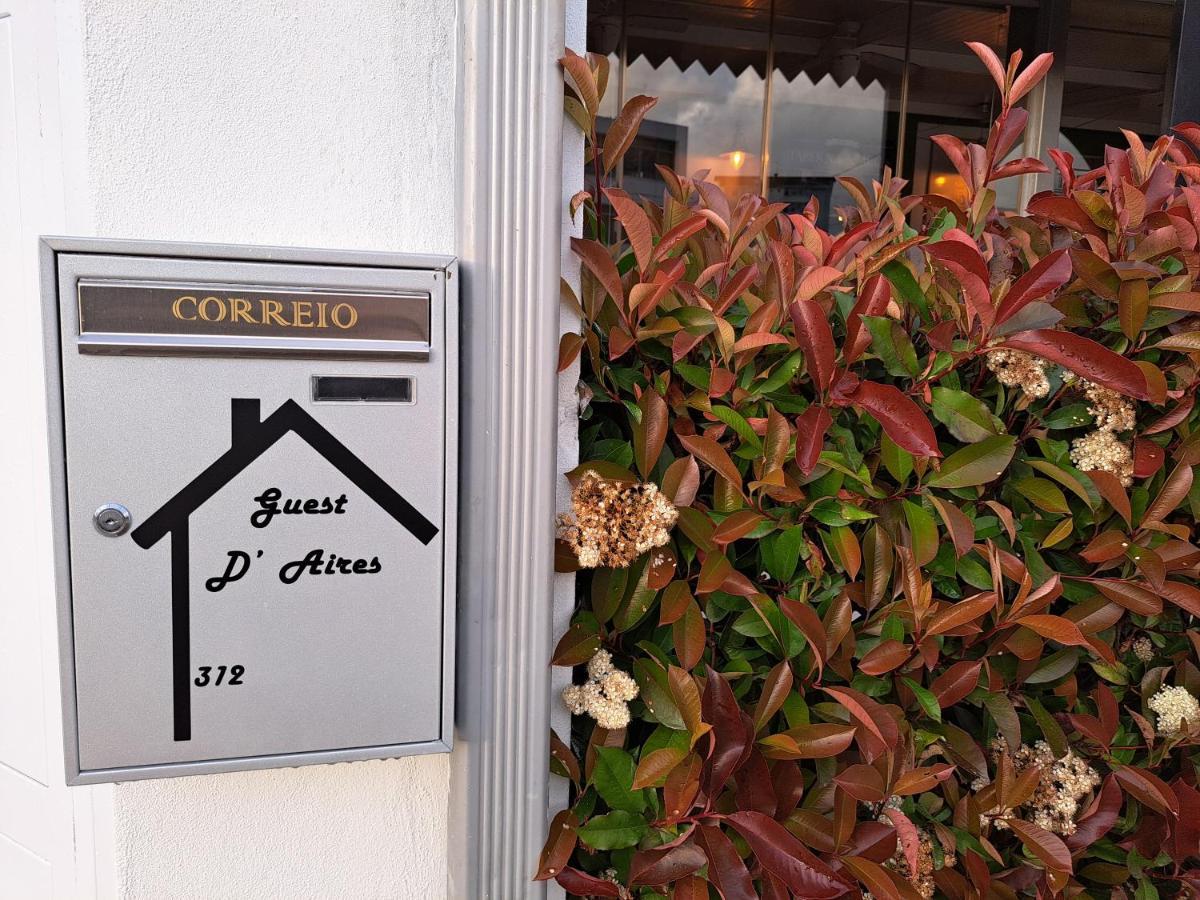 CORREIO
Guest
D' Aires
312